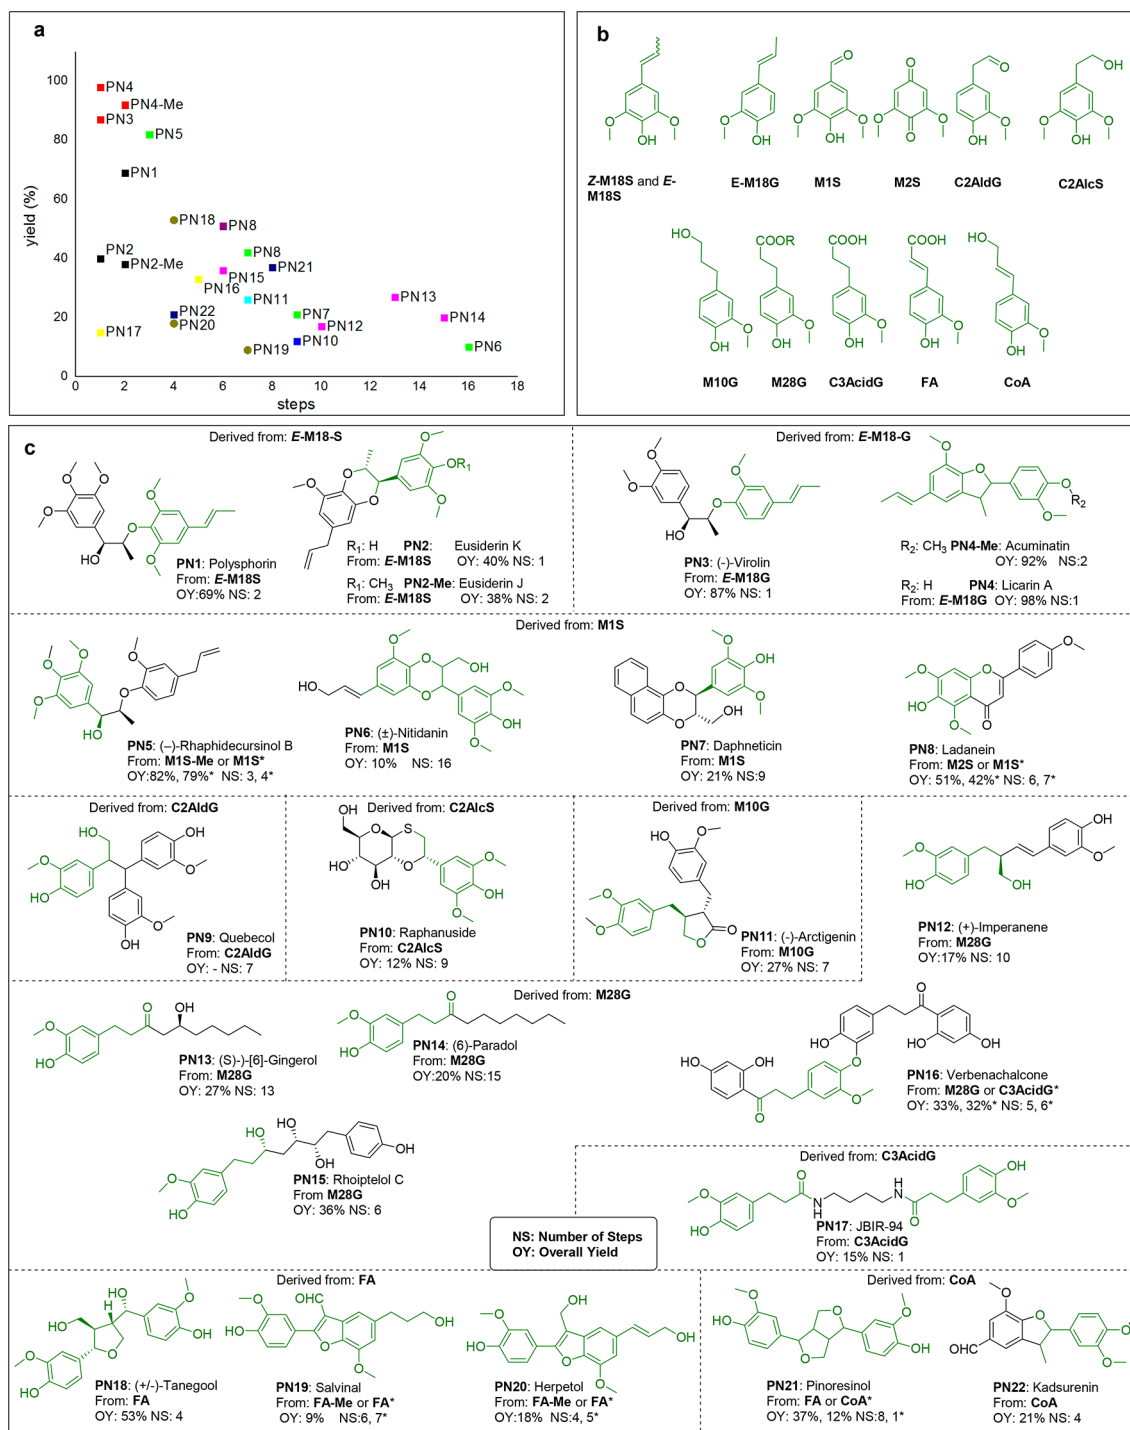 a
yield (%)
100
80
60
40
20
0
PN4
PN4-Me
PN3
PN5
PN1
PN18
PN8
PN2
PN8
PN2-Me
PN21
PN15
PN16
PN11
PN13
PN22
PN7
PN14
PN20
PN12
PN17
PN10
PN19
PN6
0 2 4 6 8 10 12 14 16 18
steps
b
Z-M18S and E-
M18S
E-M18G
M1S
M2S
C2AldG
C2AlcS
M10G
M28G
C3AcidG
FA
CoA
c
Derived from: E-M18-S
PN1: Polysphorin
From: E-M18S
OY:69% NS: 2
R1: H PN2: Eusiderin K
From: E-M18S OY: 40% NS: 1
R1: CH3 PN2-Me: Eusiderin J
From: E-M18S OY: 38% NS: 2
Derived from: E-M18-G
PN3: (-)-Virolin
From: E-M18G
OY: 87% NS: 1
R2: CH3 PN4-Me: Acuminatin
OY: 92% NS:2
R2: H PN4: Licarin A
From: E-M18G OY: 98% NS:1
Derived from: M1S
PN5: (–)-Rhaphidecursinol B
From: M1S-Me or M1S*
OY:82%, 79%* NS: 3, 4*
PN6: (±)-Nitidanin
From: M1S
OY: 10% NS: 16
PN7: Daphneticin
From: M1S
OY: 21% NS:9
PN8: Ladanein
From: M2S or M1S*
OY: 51%, 42%* NS: 6, 7*
Derived from: C2AldG
PN9: Quebecol
From: C2AldG
OY: - NS: 7
Derived from: C2AlcS
PN10: Raphanuside
From: C2AlcS
OY: 12% NS: 9
Derived from: M10G
PN11: (-)-Arctigenin
From: M10G
OY: 27% NS: 7
PN12: (+)-Imperanene
From: M28G
OY:17% NS: 10
Derived from: M28G
PN13: (S)-)-[6]-Gingerol
From: M28G
OY: 27% NS: 13
PN14: (6)-Paradol
From: M28G
OY:20% NS:15
PN16: Verbenachalcone
From: M28G or C3AcidG*
OY: 33%, 32%* NS: 5, 6*
PN15: Rhoiptelol C
From M28G
OY: 36% NS: 6
Derived from: C3AcidG
PN17: JBIR-94
From: C3AcidG
OY: 15% NS: 1
NS: Number of Steps
OY: Overall Yield
Derived from: FA
PN18: (+/-)-Tanegool
From: FA
OY: 53% NS: 4
PN19: Salvinal
From: FA-Me or FA*
OY: 9% NS:6, 7*
PN20: Herpetol
From: FA-Me or FA*
OY:18% NS:4, 5*
Derived from: CoA
PN21: Pinoresinol
From: FA or CoA*
OY: 37%, 12% NS:8, 1*
PN22: Kadsurenin
From: CoA
OY: 21% NS: 4